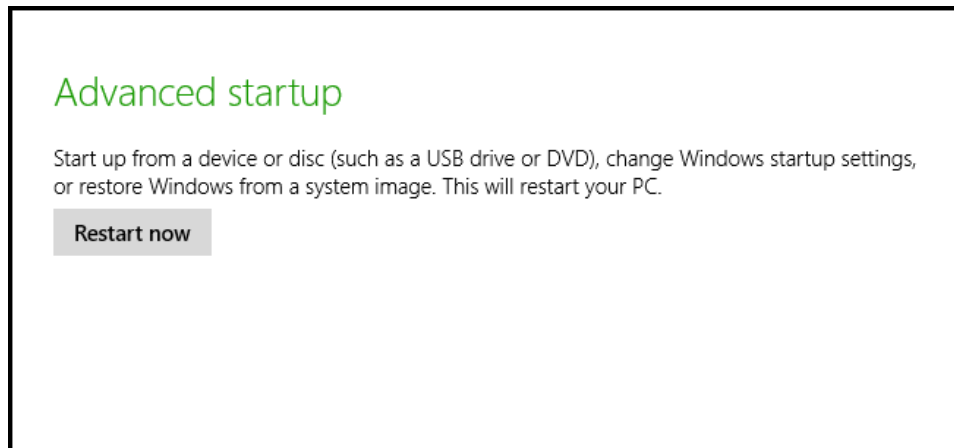 Advanced startup
Start up from a device or disc (such as a USB drive or DVD), change Windows startup settings,
or restore Windows from a system image. This will restart your PC.
Restart now